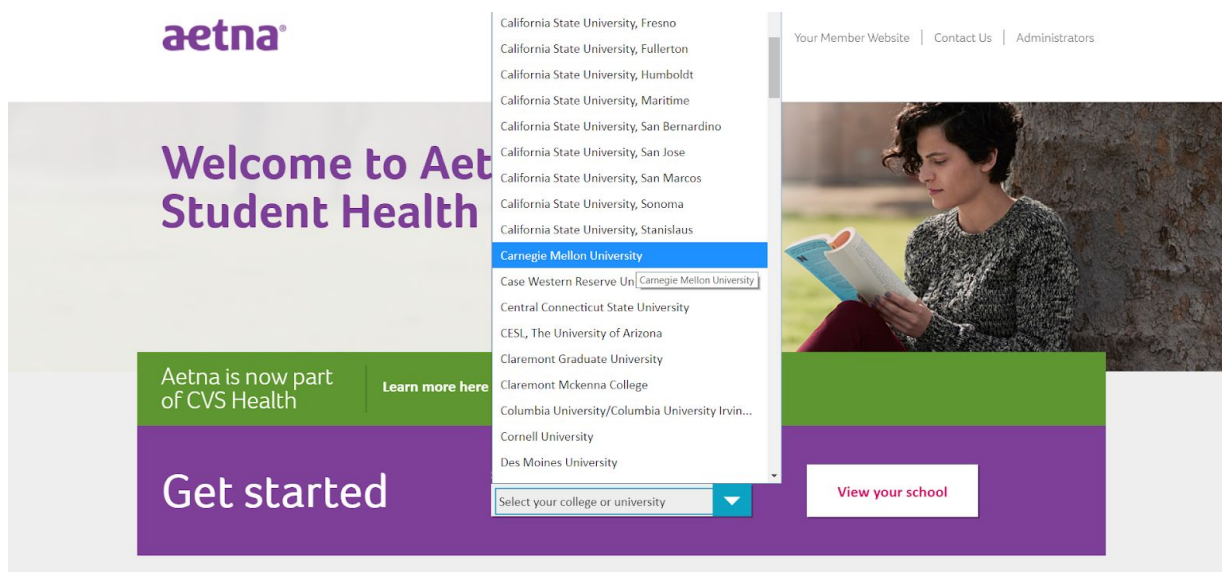 aetna®
Your Member Website | Contact Us | Administrators
Welcome to Aet
Student Health
California State University, Fresno
California State University, Fullerton
California State University, Humboldt
California State University, Maritime
California State University, San Bernardino
California State University, San Jose
California State University, San Marcos
California State University, Sonoma
California State University, Stanislaus
Carnegie Mellon University
Case Western Reserve Un
Carnegie Mellon University
Central Connecticut State University
CESL, The University of Arizona
Claremont Graduate University
Claremont Mckenna College
Columbia University/Columbia University Irvin...
Cornell University
Des Moines University
Aetna is now part
of CVS Health
Learn more here
Get started
Select your college or university
View your school